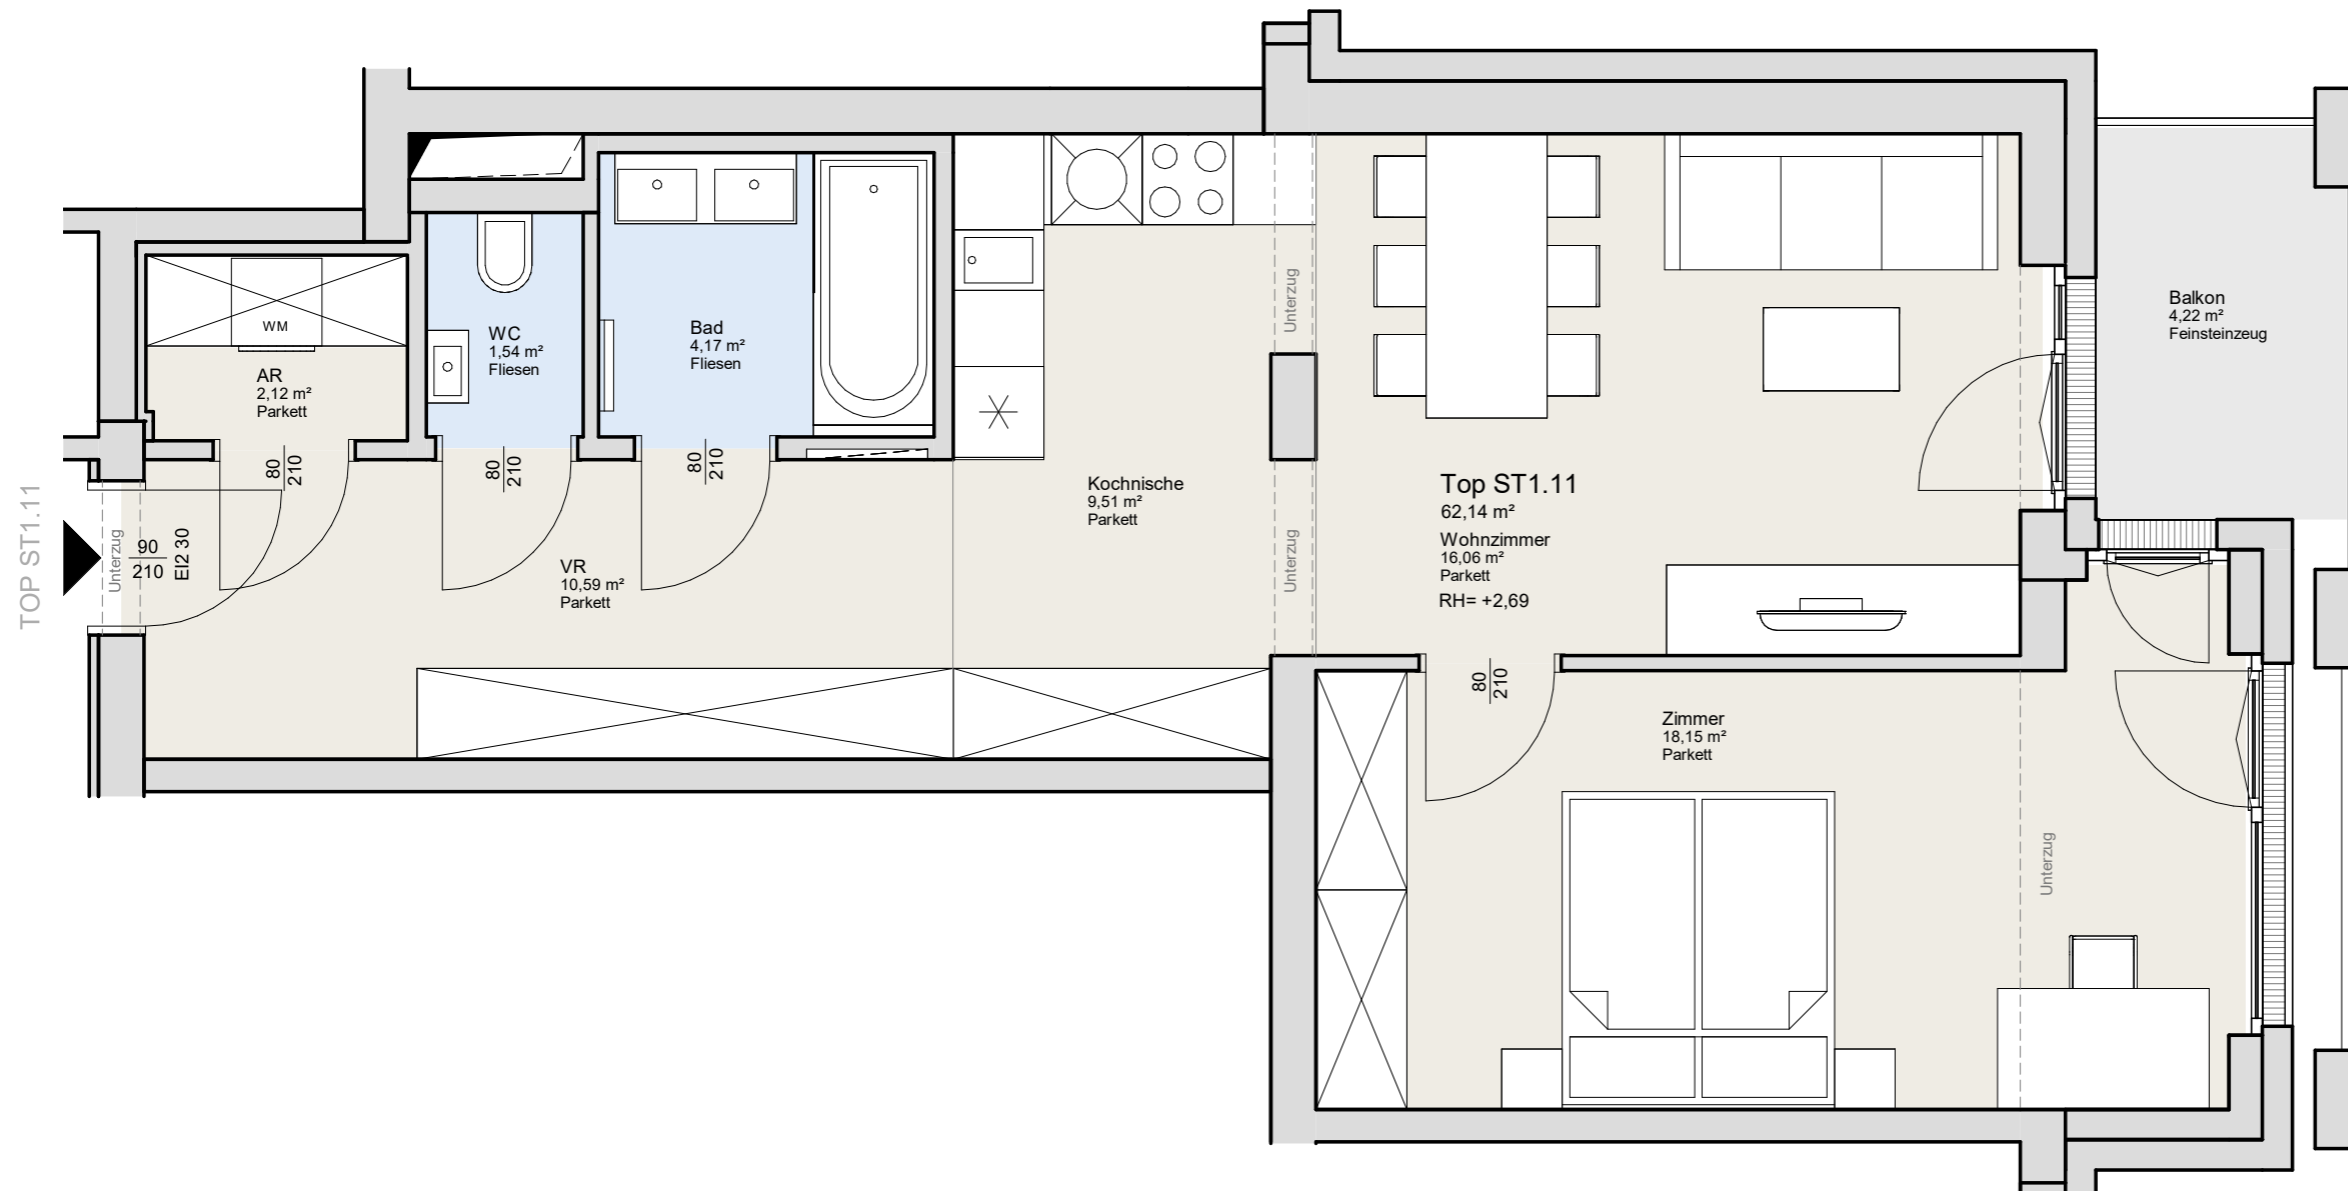 TOP ST1.11
Unterzug
90
210
EI2 30
WM
AR
2,12 m²
Parkett
80
210
WC
1,54 m²
Fliesen
80
210
Bad
4,17 m²
Fliesen
80
210
VR
10,59 m²
Parkett
Kochnische
9,51 m²
Parkett
Unterzug
Unterzug
Top ST1.11
62,14 m²
Wohnzimmer
16,06 m²
Parkett
RH= +2,69
80
210
Zimmer
18,15 m²
Parkett
Unterzug
Balkon
4,22 m²
Feinsteinzeug